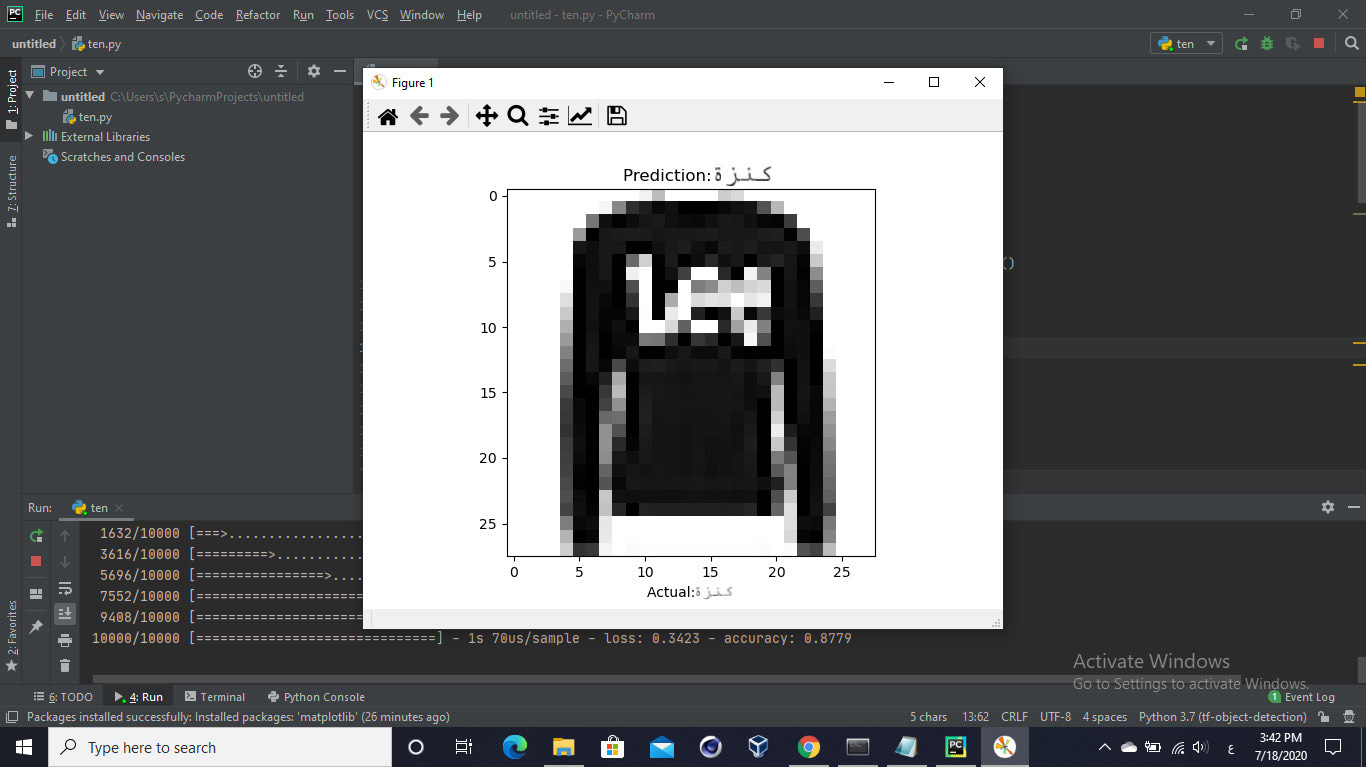 File Edit View Navigate Code Refactor Run Tools VCS Window Help untitled - ten.py - PyCharm
untitled ten.py ten
Project
Figure 1
untitled C:\Users\s\PycharmProjects\untitled
ten.py
External Libraries
Scratches and Consoles
1: Project
7: Structure
2: Favorites
()
Prediction:كنزة
0
5
10
15
20
25
0 5 10 15 20 25
Actual:كنزة
Run: ten
1632/10000 [===>.................
3616/10000 [=========>...........
5696/10000 [================>....
7552/10000 [=====================
9408/10000 [=====================
10000/10000 [==============================] - 1s 70us/sample - loss: 0.3423 - accuracy: 0.8779
Activate Windows
Go to Settings to activate Windows.
6: TODO 4: Run Terminal Python Console 1 Event Log
Packages installed successfully: Installed packages: 'matplotlib' (26 minutes ago) 5 chars 13:62 CRLF UTF-8 4 spaces Python 3.7 (tf-object-detection)
Type here to search ع 3:42 PM
7/18/2020